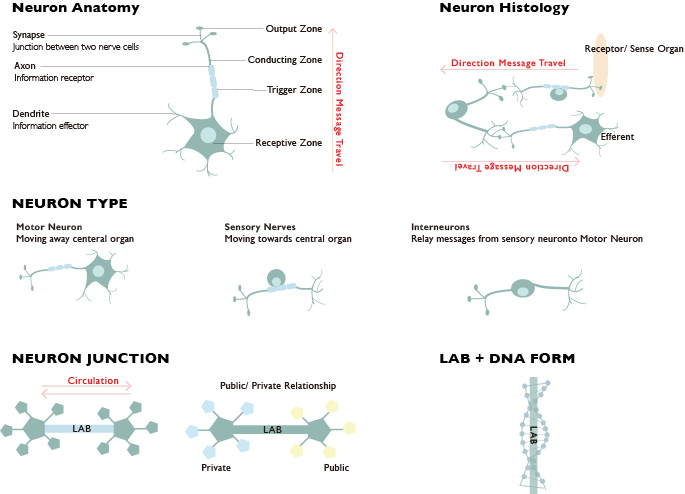 Neuron Anatomy
Synapse
Junction between two nerve cells
Axon
Information receptor
Dendrite
Information effector
Output Zone
Conducting Zone
Trigger Zone
Receptive Zone
Direction Message Travel
Neuron Histology
Receptor/ Sense Organ
Direction Message Travel
Efferent
Direction Message Travel
NEURON TYPE
Motor Neuron
Moving away centeral organ
Sensory Nerves
Moving towards central organ
Interneurons
Relay messages from sensory neuronto Motor Neuron
NEURON JUNCTION
Circulation
LAB
Public/ Private Relationship
LAB
Private
Public
LAB + DNA FORM
LAB